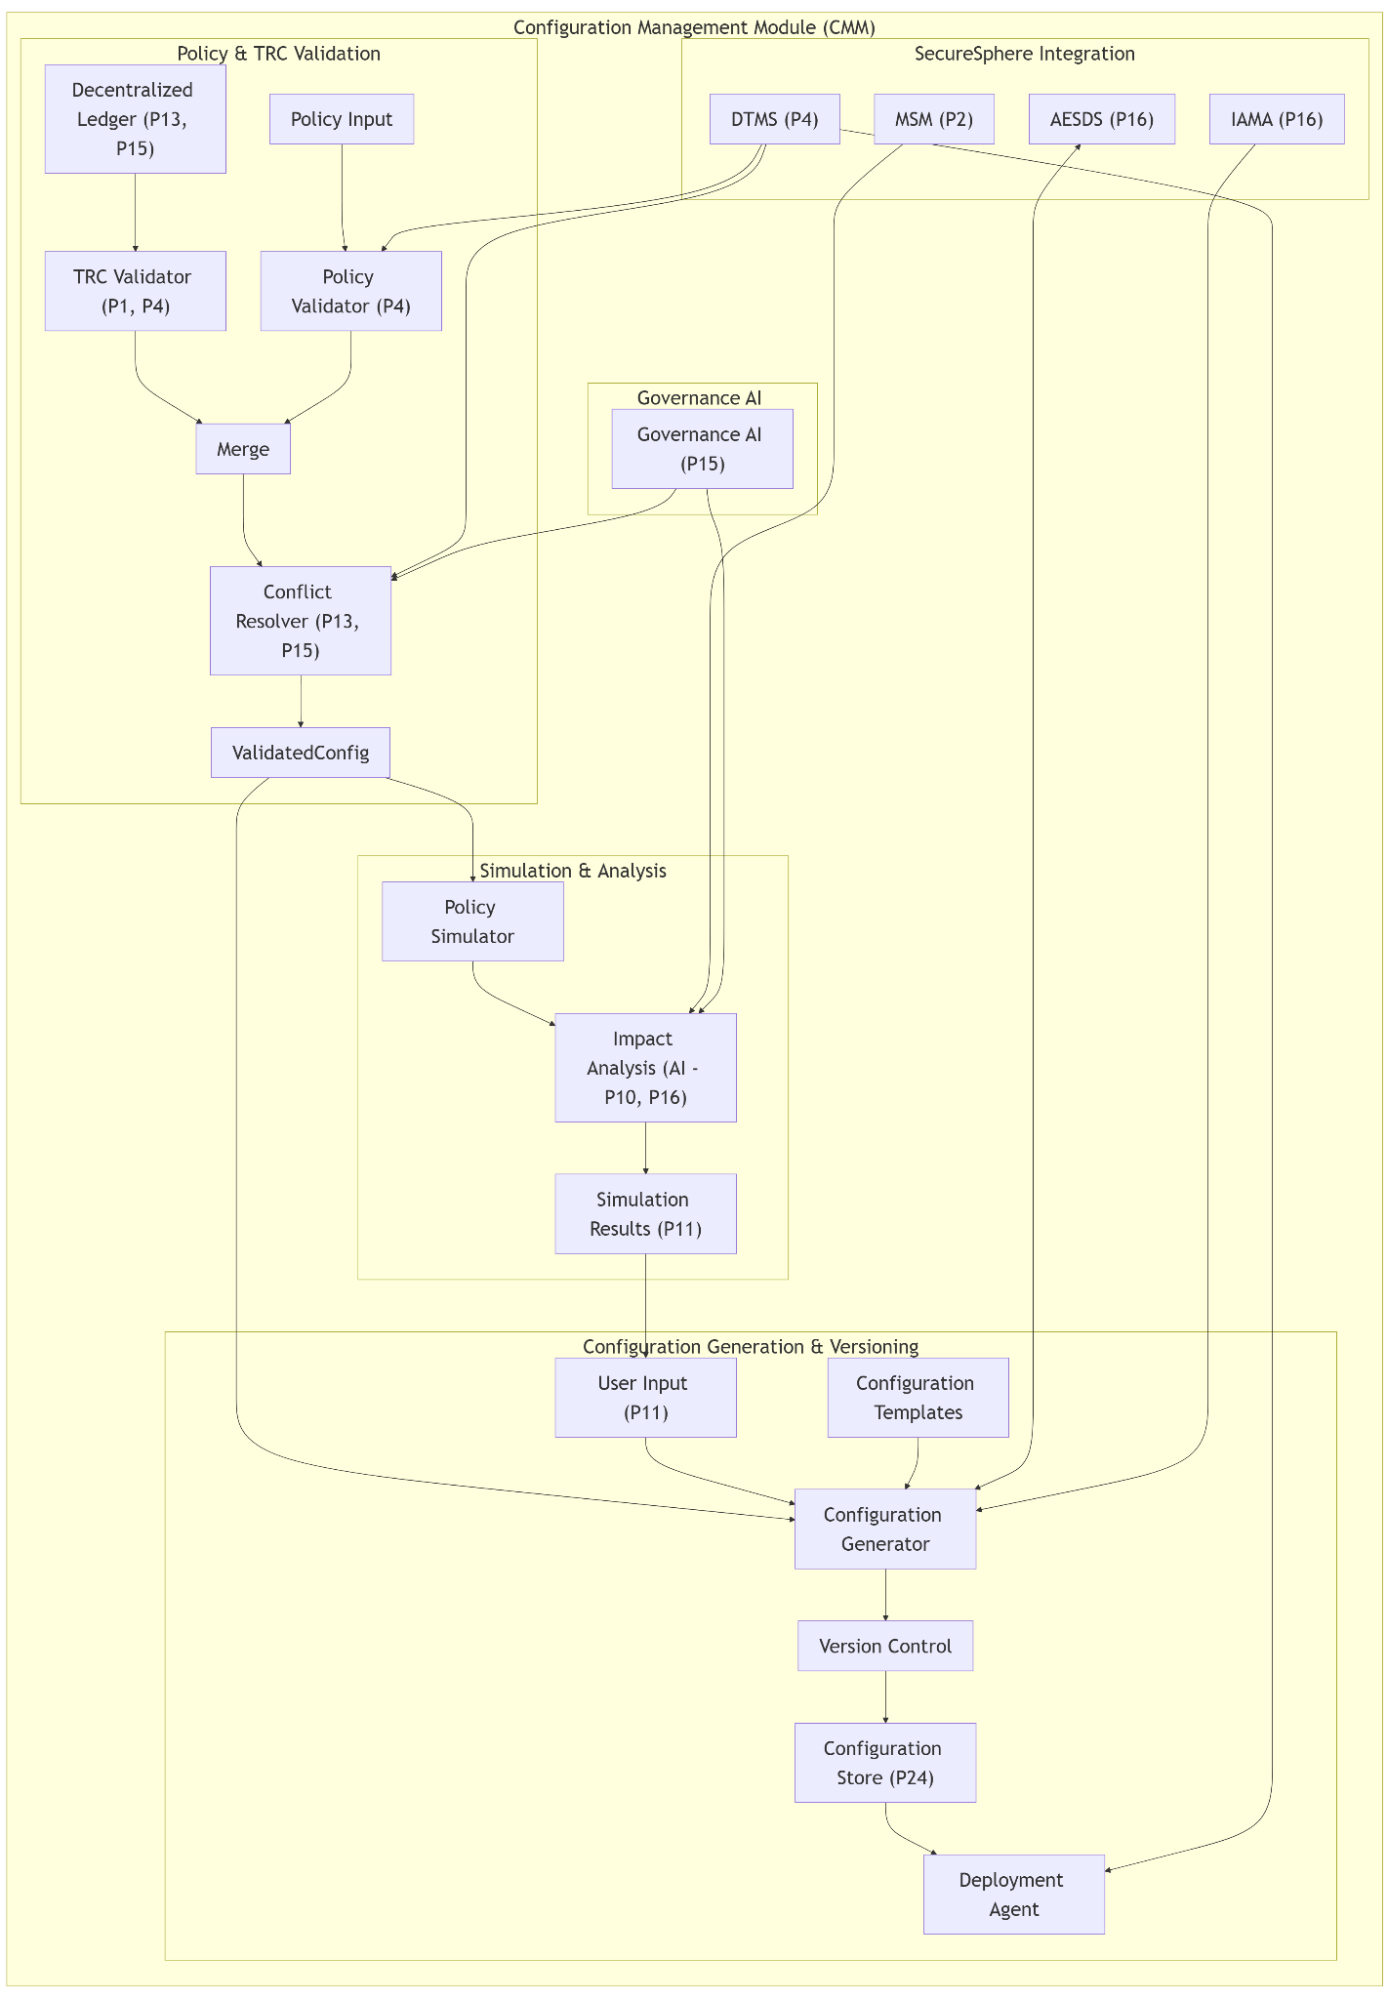 Configuration Management Module (CMM)
Policy & TRC Validation
SecureSphere Integration
Decentralized
Ledger (P13,
P15)
Policy Input
DTMS (P4)
MSM (P2)
AESDS (P16)
IAMA (P16)
TRC Validator
(P1, P4)
Policy
Validator (P4)
Governance AI
Governance AI
(P15)
Merge
Conflict
Resolver (P13,
P15)
ValidatedConfig
Simulation & Analysis
Policy
Simulator
Impact
Analysis (AI -
P10, P16)
Simulation
Results (P11)
Configuration Generation & Versioning
User Input
(P11)
Configuration
Templates
Configuration
Generator
Version Control
Configuration
Store (P24)
Deployment
Agent